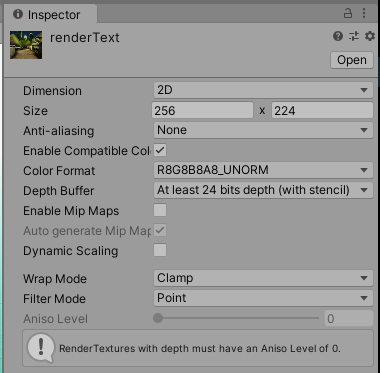 Inspector
renderText
Open
Dimension 2D
Size 256 x 224
Anti-aliasing None
Enable Compatible Col
Color Format R8G8B8A8_UNORM
Depth Buffer At least 24 bits depth (with stencil)
Enable Mip Maps
Auto generate Mip Map
Dynamic Scaling
Wrap Mode Clamp
Filter Mode Point
Aniso Level 0
RenderTextures with depth must have an Aniso Level of 0.